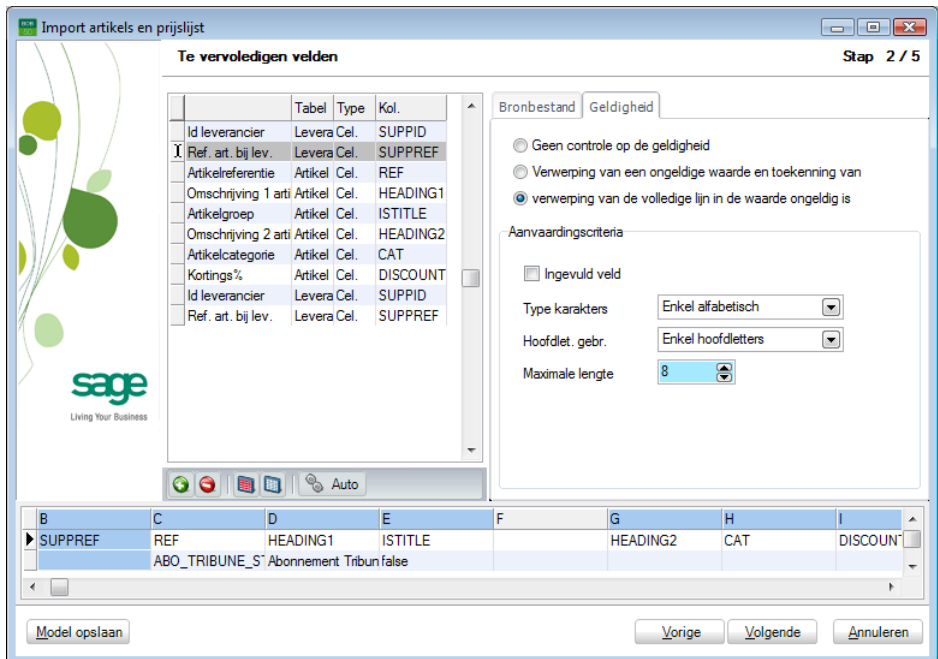 BOB 50 Import artikels en prijslijst
Te vervolledigen velden
Stap 2 / 5
Tabel Type Kol.
Id leverancier Levera Cel. SUPPID
Ref. art. bij lev. Levera Cel. SUPPREF
Artikelreferentie Artikel Cel. REF
Omschrijving 1 arti Artikel Cel. HEADING1
Artikelgroep Artikel Cel. ISTITLE
Omschrijving 2 arti Artikel Cel. HEADING2
Artikelcategorie Artikel Cel. CAT
Kortings% Artikel Cel. DISCOUNT
Id leverancier Levera Cel. SUPPID
Ref. art. bij lev. Levera Cel. SUPPREF
Auto
Bronbestand Geldigheid
Geen controle op de geldigheid
Verwerping van een ongeldige waarde en toekenning van
verwerping van de volledige lijn in de waarde ongeldig is
Aanvaardingscriteria
Ingevuld veld
Type karakters Enkel alfabetisch
Hoofdlet. gebr. Enkel hoofdletters
Maximale lengte 8
sage
Living Your Business
B C D E F G H I
SUPPREF REF HEADING1 ISTITLE HEADING2 CAT DISCOUNT
ABO_TRIBUNE_ST Abonnement Tribun false
Model opslaan Vorige Volgende Annuleren